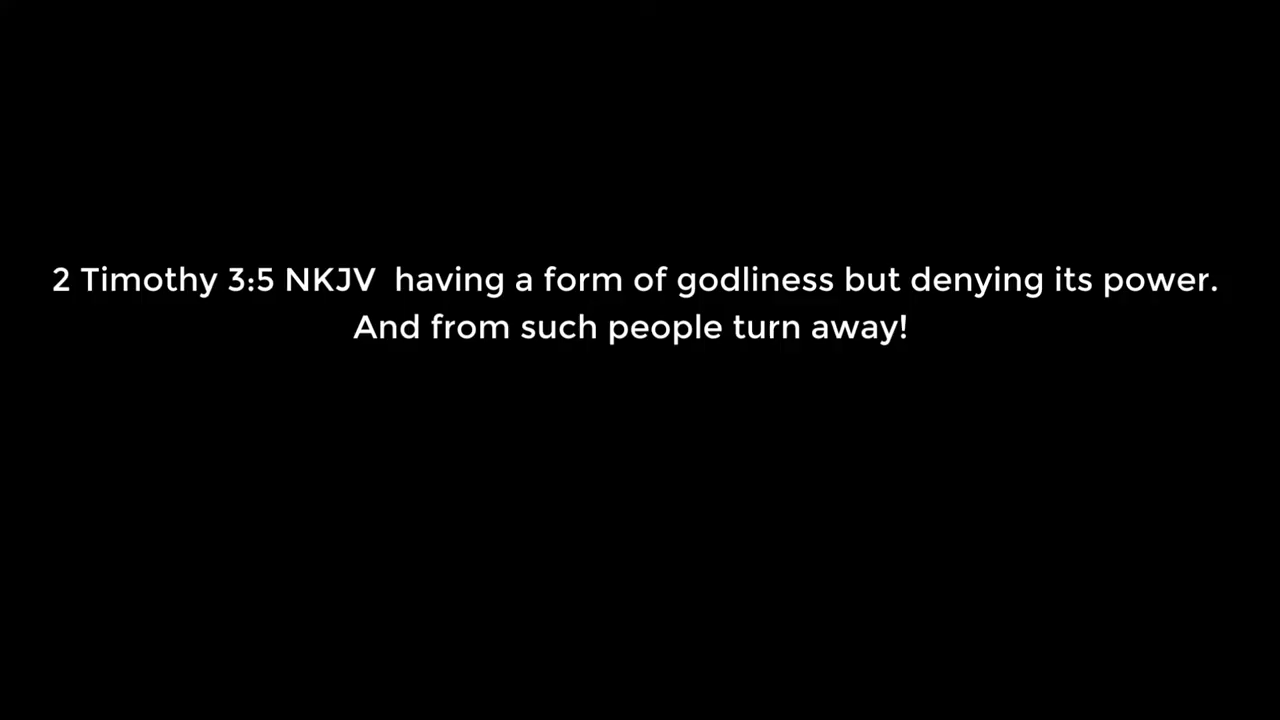 2 Timothy 3:5 NKJV  having a form of godliness but denying its power.
And from such people turn away!